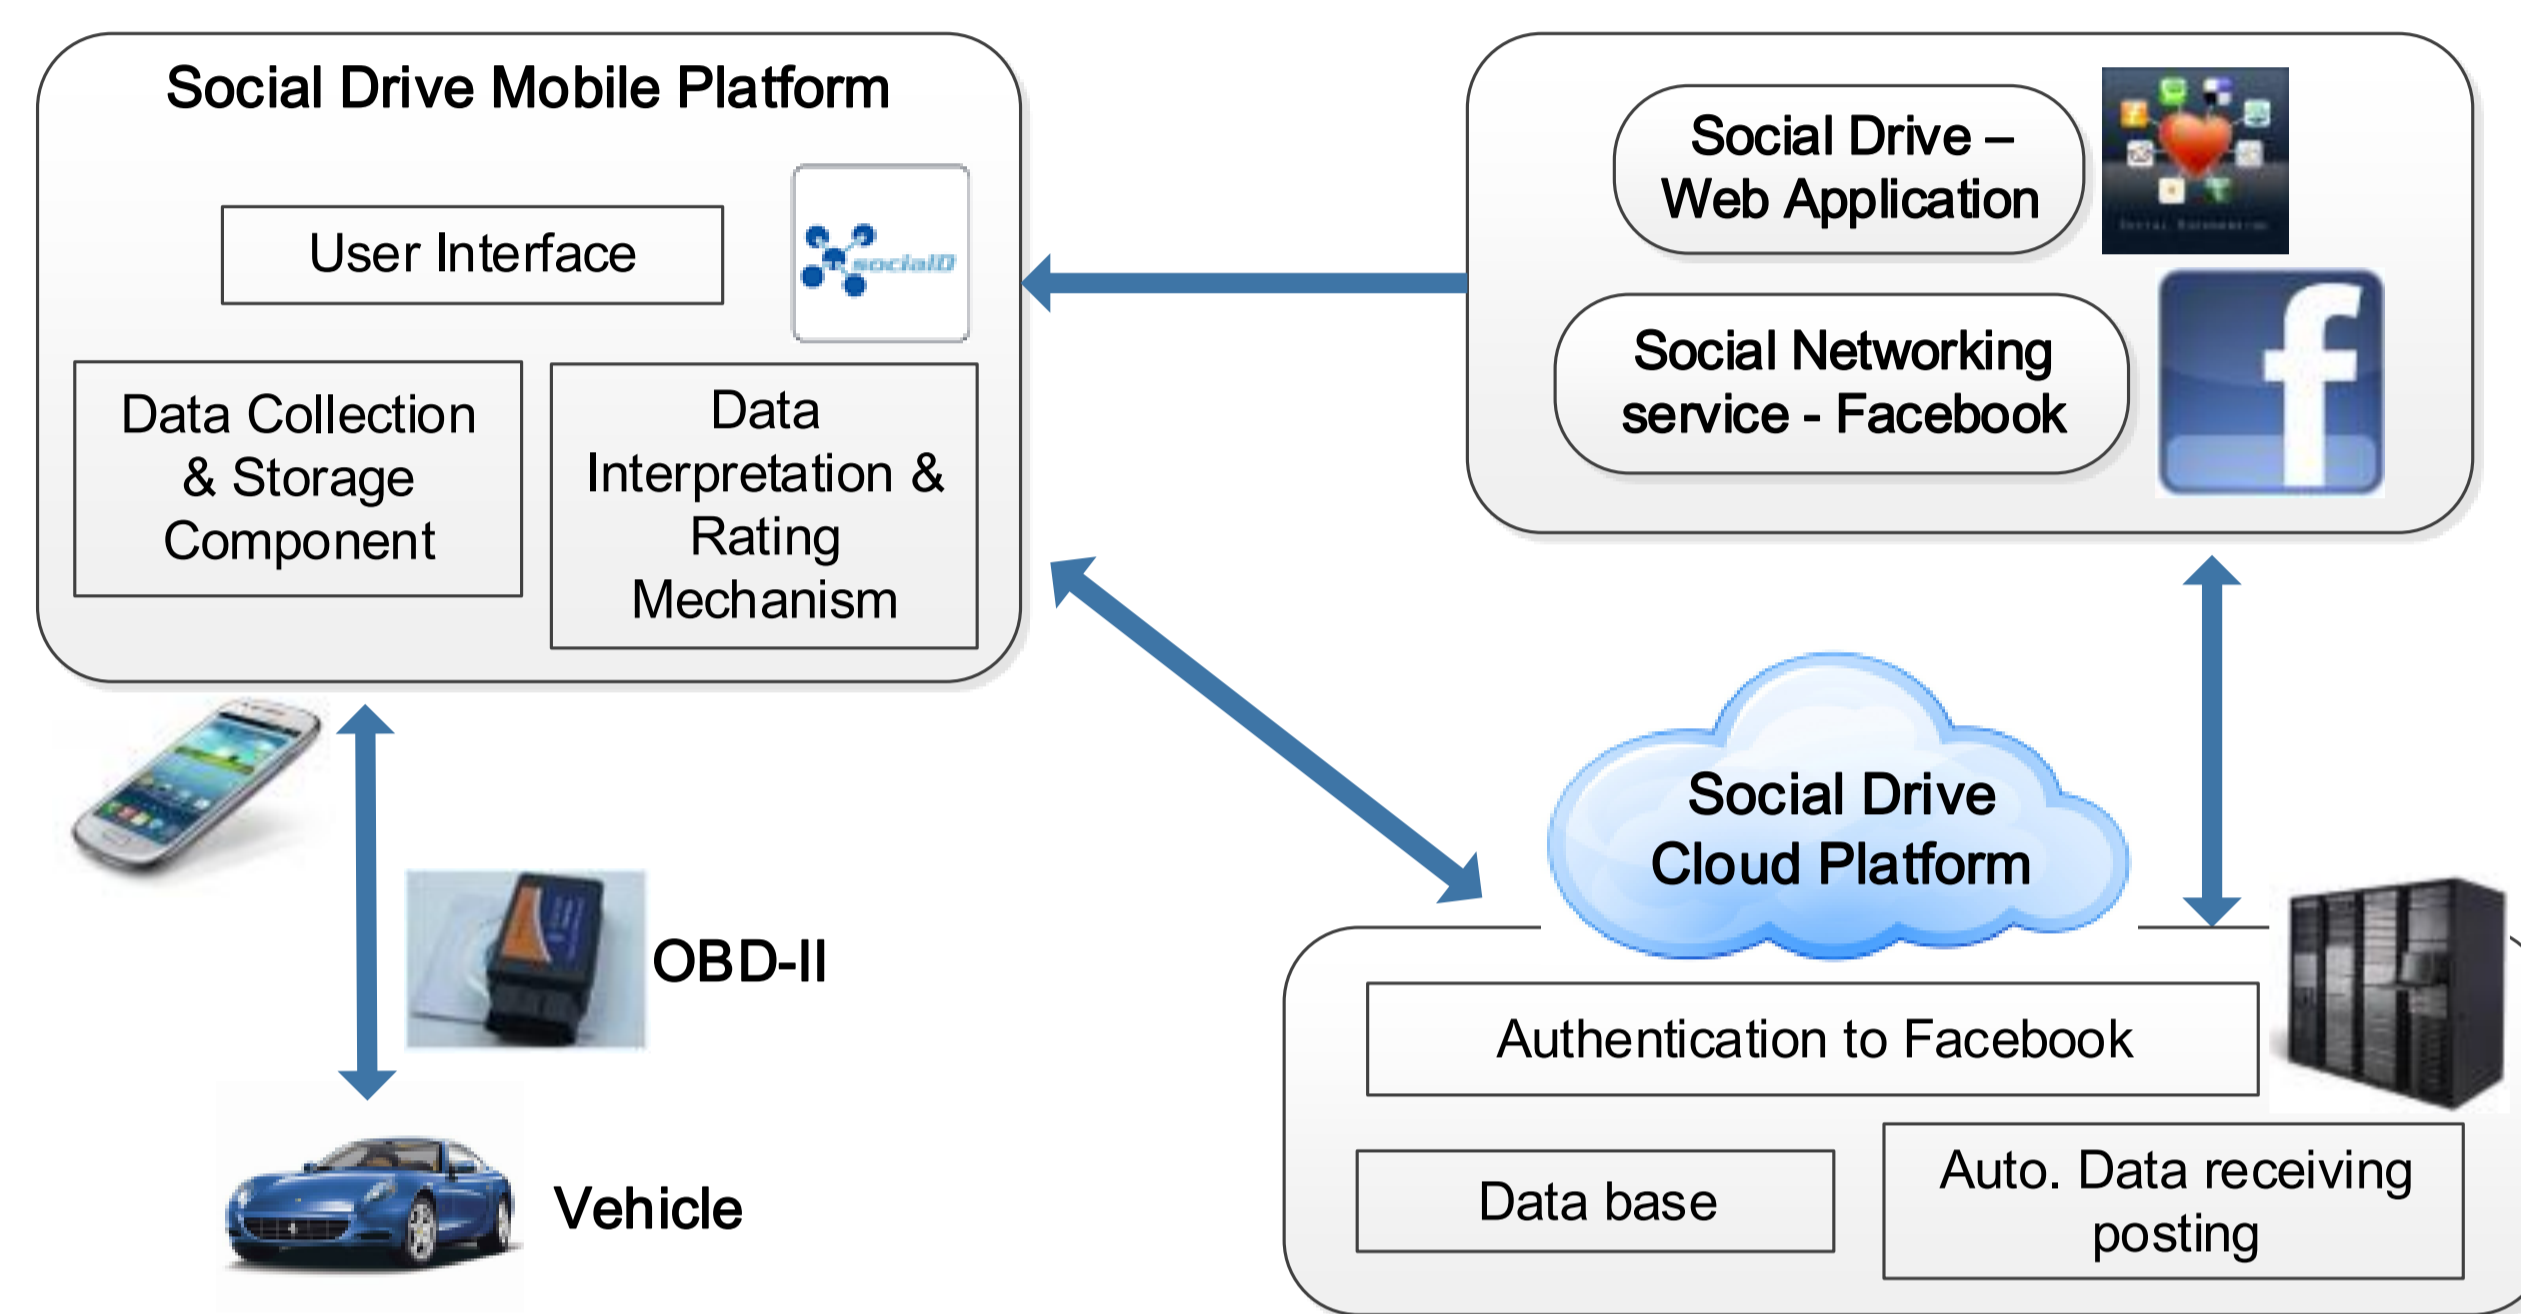 Social Drive Mobile Platform
User Interface
socialD
Data Collection
& Storage
Component
Data
Interpretation &
Rating
Mechanism
Social Drive –
Web Application
Social Networking
service - Facebook
f
OBD-II
Vehicle
Social Drive
Cloud Platform
Authentication to Facebook
Data base
Auto. Data receiving
posting